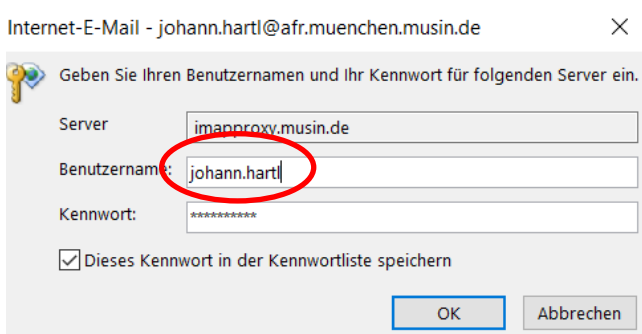 Internet-E-Mail - johann.hartl@afr.muenchen.musin.de
Geben Sie Ihren Benutzernamen und Ihr Kennwort für folgenden Server ein.
Server imapproxy.musin.de
Benutzername: johann.hartl
Kennwort: **********
Dieses Kennwort in der Kennwortliste speichern
OK Abbrechen